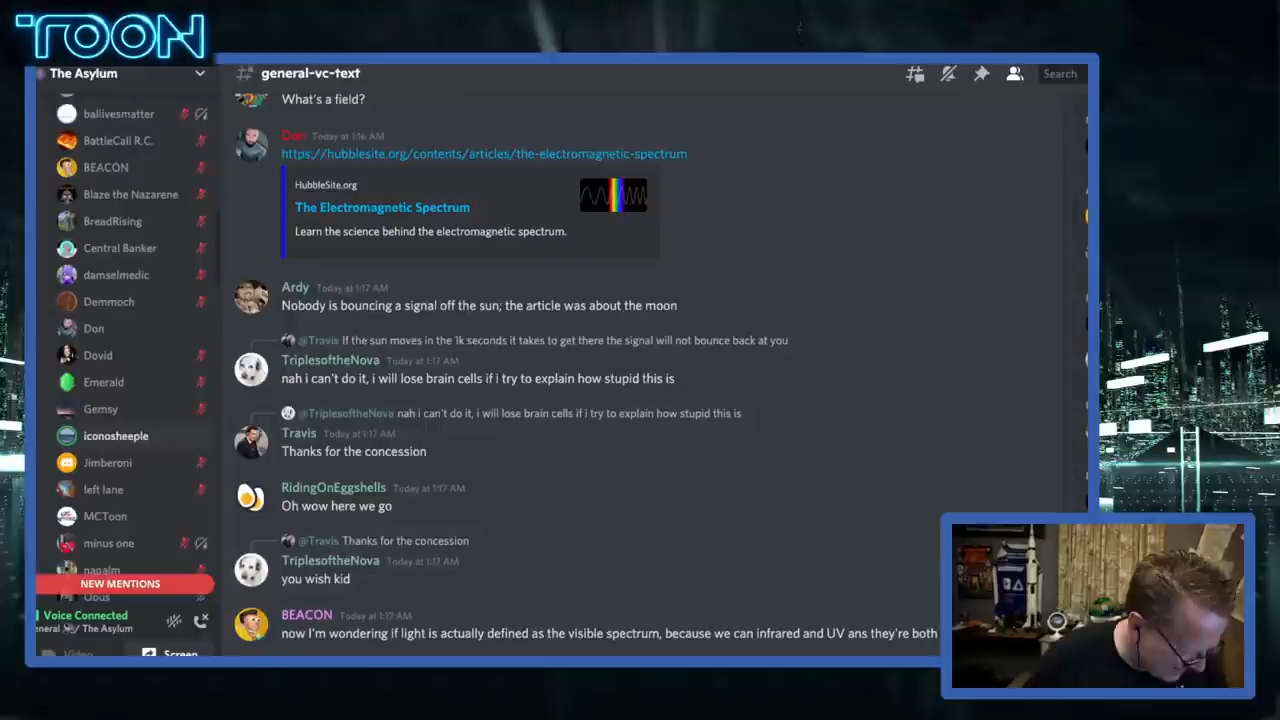 TOON
The Asylum
ballivesmatter
BattleCall R.C.
BEACON
Blaze the Nazarene
BreadRising
Central Banker
damselmedic
Demmoch
Don
Dovid
Emerald
Gemsy
iconosheeple
Jimberoni
left lane
MCToon
minus one
napalm
NEW MENTIONS
Opus
Voice Connected
eneral / The Asylum
Video
Screen
general-vc-text
Search
What's a field?
Don Today at 1:16 AM
https://hubblesite.org/contents/articles/the-electromagnetic-spectrum
HubbleSite.org
The Electromagnetic Spectrum
Learn the science behind the electromagnetic spectrum.
Ardy Today at 1:17 AM
Nobody is bouncing a signal off the sun; the article was about the moon
@Travis If the sun moves in the 1k seconds it takes to get there the signal will not bounce back at you
TriplesoftheNova Today at 1:17 AM
nah i can't do it, i will lose brain cells if i try to explain how stupid this is
@TriplesoftheNova nah i can't do it, i will lose brain cells if i try to explain how stupid this is
Travis Today at 1:17 AM
Thanks for the concession
RidingOnEggshells Today at 1:17 AM
Oh wow here we go
@Travis Thanks for the concession
TriplesoftheNova Today at 1:17 AM
you wish kid
BEACON Today at 1:17 AM
now I'm wondering if light is actually defined as the visible spectrum, because we can infrared and UV ans they're both